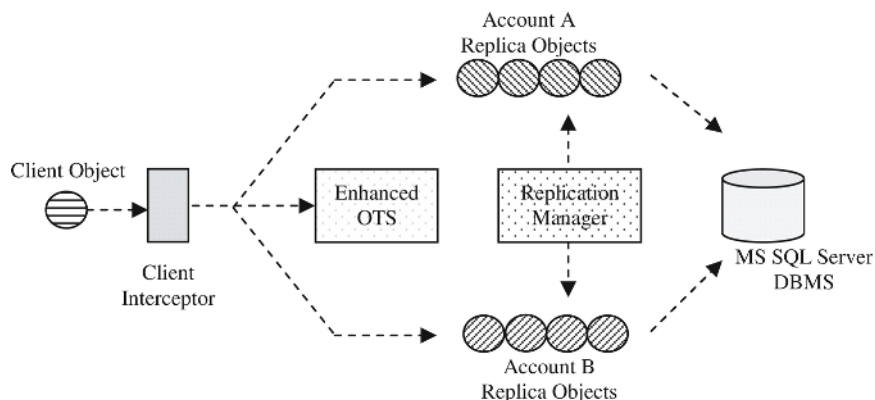 Account A
Replica Objects
Client Object
Enhanced
OTS
Replication
Manager
Client
Interceptor
MS SQL Server
DBMS
Account B
Replica Objects